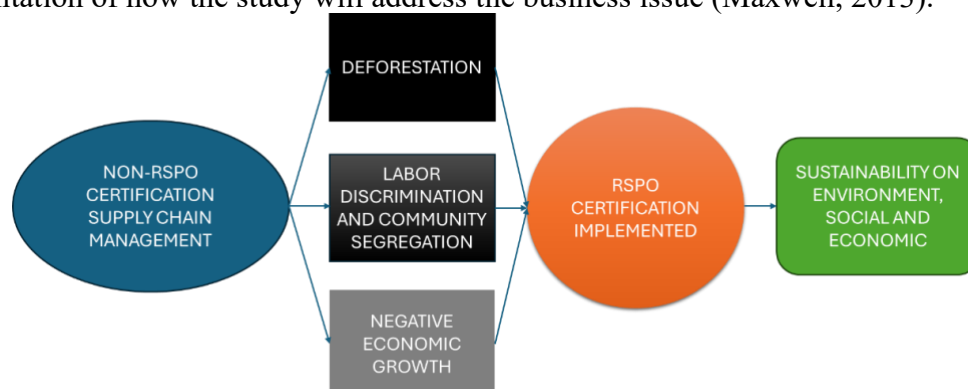 ntation of how the study will address the business issue (Maxwell, 2013).
DEFORESTATION
NON-RSPO
CERTIFICATION
SUPPLY CHAIN
MANAGEMENT
LABOR
DISCRIMINATION
AND COMMUNITY
SEGREGATION
NEGATIVE
ECONOMIC
GROWTH
RSPO
CERTIFICATION
IMPLEMENTED
SUSTAINABILITY ON
ENVIRONMENT,
SOCIAL AND
ECONOMIC